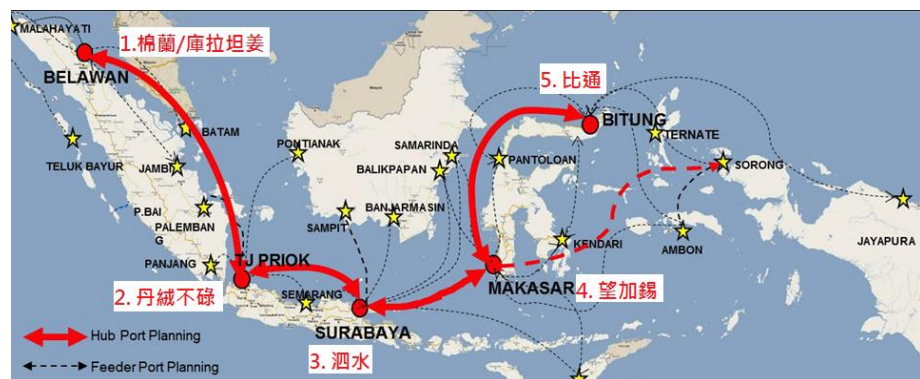 MALAHAYATI
1.棉蘭/庫拉坦姜
BELAWAN
BATAM
TELUK BAYUR
JAMBI
P.BAI
PALEMBAN
G
PANJANG
TJ PRIOK
2. 丹絨不碌
SEMARANG
SURABAYA
3. 泗水
PONTIANAK
SAMPIT
BANJARMASIN
BALIKPAPAN
SAMARINDA
5. 比通
BITUNG
PANTOLOAN
TERNATE
SORONG
KENDARI
AMBON
JAYAPURA
MAKASAR
4. 望加錫
Hub Port Planning
Feeder Port Planning